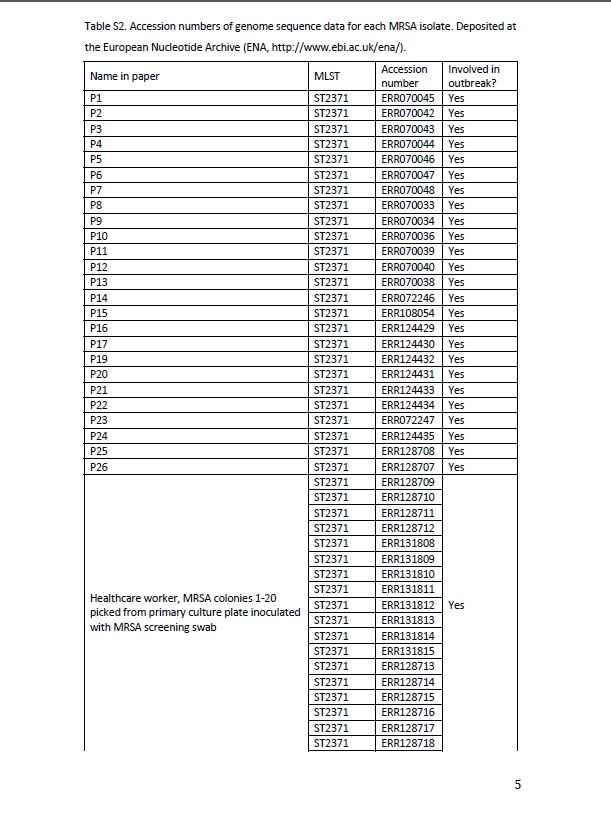 Table S2. Accession numbers of genome sequence data for each MRSA isolate. Deposited at
the European Nucleotide Archive (ENA, http://www.ebi.ac.uk/ena/).
Name in paper MLST Accession number Involved in outbreak?
P1 ST2371 ERR070045 Yes
P2 ST2371 ERR070042 Yes
P3 ST2371 ERR070043 Yes
P4 ST2371 ERR070044 Yes
P5 ST2371 ERR070046 Yes
P6 ST2371 ERR070047 Yes
P7 ST2371 ERR070048 Yes
P8 ST2371 ERR070033 Yes
P9 ST2371 ERR070034 Yes
P10 ST2371 ERR070036 Yes
P11 ST2371 ERR070039 Yes
P12 ST2371 ERR070040 Yes
P13 ST2371 ERR070038 Yes
P14 ST2371 ERR072246 Yes
P15 ST2371 ERR108054 Yes
P16 ST2371 ERR124429 Yes
P17 ST2371 ERR124430 Yes
P19 ST2371 ERR124432 Yes
P20 ST2371 ERR124431 Yes
P21 ST2371 ERR124433 Yes
P22 ST2371 ERR124434 Yes
P23 ST2371 ERR072247 Yes
P24 ST2371 ERR124435 Yes
P25 ST2371 ERR128708 Yes
P26 ST2371 ERR128707 Yes
Healthcare worker, MRSA colonies 1-20
picked from primary culture plate inoculated
with MRSA screening swab
ST2371 ERR128709
ST2371 ERR128710
ST2371 ERR128711
ST2371 ERR128712
ST2371 ERR131808
ST2371 ERR131809
ST2371 ERR131810
ST2371 ERR131811
ST2371 ERR131812 Yes
ST2371 ERR131813
ST2371 ERR131814
ST2371 ERR131815
ST2371 ERR128713
ST2371 ERR128714
ST2371 ERR128715
ST2371 ERR128716
ST2371 ERR128717
ST2371 ERR128718
5